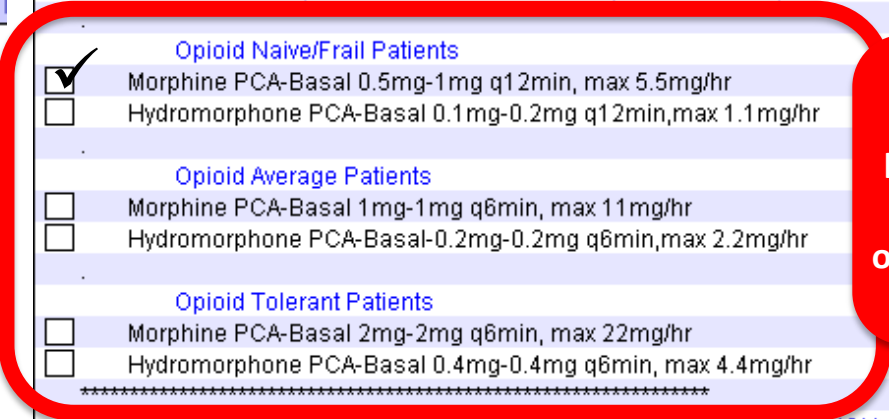 .
Opioid Naive/Frail Patients
Morphine PCA-Basal 0.5mg-1mg q12min, max 5.5mg/hr
Hydromorphone PCA-Basal 0.1mg-0.2mg q12min,max 1.1mg/hr
.
Opioid Average Patients
Morphine PCA-Basal 1mg-1mg q6min, max 11mg/hr
Hydromorphone PCA-Basal-0.2mg-0.2mg q6min,max 2.2mg/hr
.
Opioid Tolerant Patients
Morphine PCA-Basal 2mg-2mg q6min, max 22mg/hr
Hydromorphone PCA-Basal 0.4mg-0.4mg q6min, max 4.4mg/hr
***************************************************************